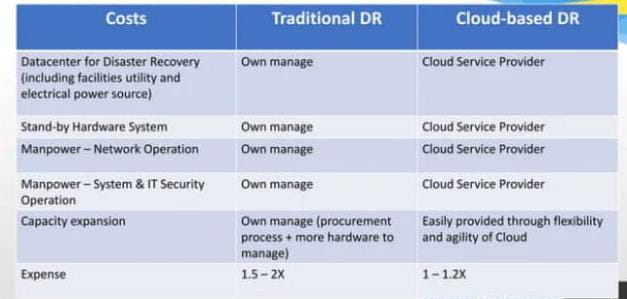 Costs Traditional DR Cloud-based DR
Datacenter for Disaster Recovery Own manage Cloud Service Provider
(including facilities utility and
electrical power source)
Stand-by Hardware System Own manage Cloud Service Provider
Manpower – Network Operation Own manage Cloud Service Provider
Manpower – System & IT Security Own manage Cloud Service Provider
Operation
Capacity expansion Own manage (procurement Easily provided through flexibility
process + more hardware to and agility of Cloud
manage)
Expense 1.5 – 2X 1 – 1.2X